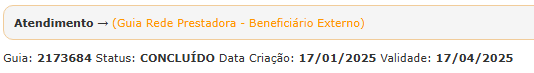 Atendimento → (Guia Rede Prestadora - Beneficiário Externo)
Guia: 2173684 Status: CONCLUÍDO Data Criação: 17/01/2025 Validade: 17/04/2025